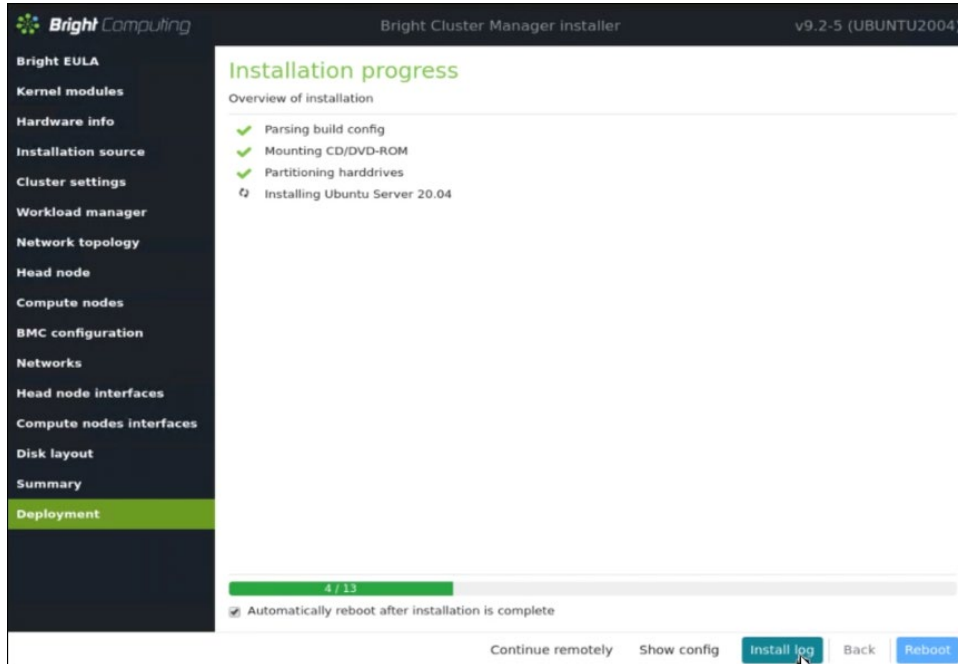 Bright Computing
Bright Cluster Manager installer
v9.2-5 (UBUNTU2004)
Bright EULA
Kernel modules
Hardware info
Installation source
Cluster settings
Workload manager
Network topology
Head node
Compute nodes
BMC configuration
Networks
Head node interfaces
Compute nodes interfaces
Disk layout
Summary
Deployment
Installation progress
Overview of installation
Parsing build config
Mounting CD/DVD-ROM
Partitioning harddrives
Installing Ubuntu Server 20.04
4 / 13
Automatically reboot after installation is complete
Continue remotely
Show config
Install log
Back
Reboot